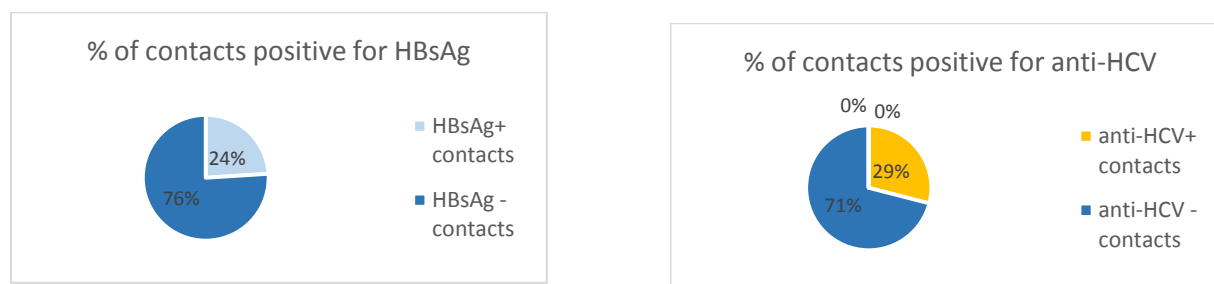 % of contacts positive for HBsAg
24%
76%
HBsAg+
contacts
HBsAg -
contacts
% of contacts positive for anti-HCV
0% 0%
29%
71%
anti-HCV+
contacts
anti-HCV -
contacts